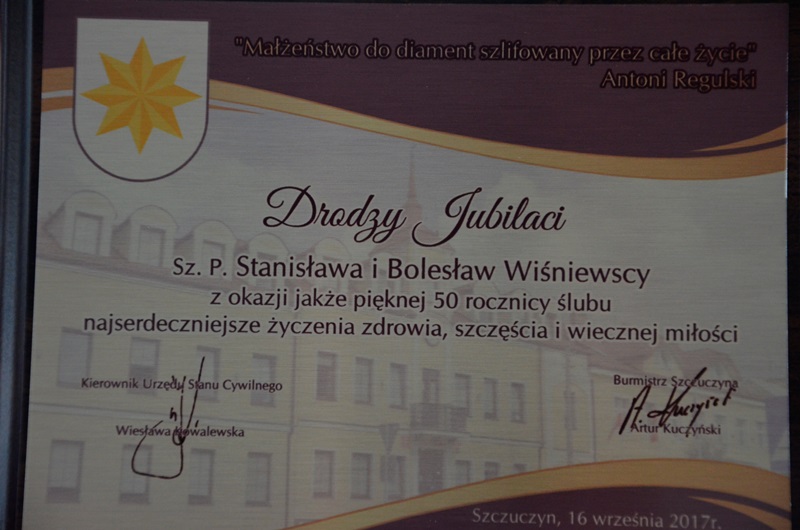 "Małżeństwo do diament szlifowany przez całe życie"
Antoni Regulski
Drodzy Jubilaci
Sz. P. Stanisława i Bolesław Wiśniewscy
z okazji jakże pięknej 50 rocznicy ślubu
najserdeczniejsze życzenia zdrowia, szczęścia i wiecznej miłości
Kierownik Urzędu Stanu Cywilnego
Wiesława Kowalewska
Burmistrz Szczuczyna
A. Kuczyński
Artur Kuczyński
Szczuczyn, 16 września 2017r.